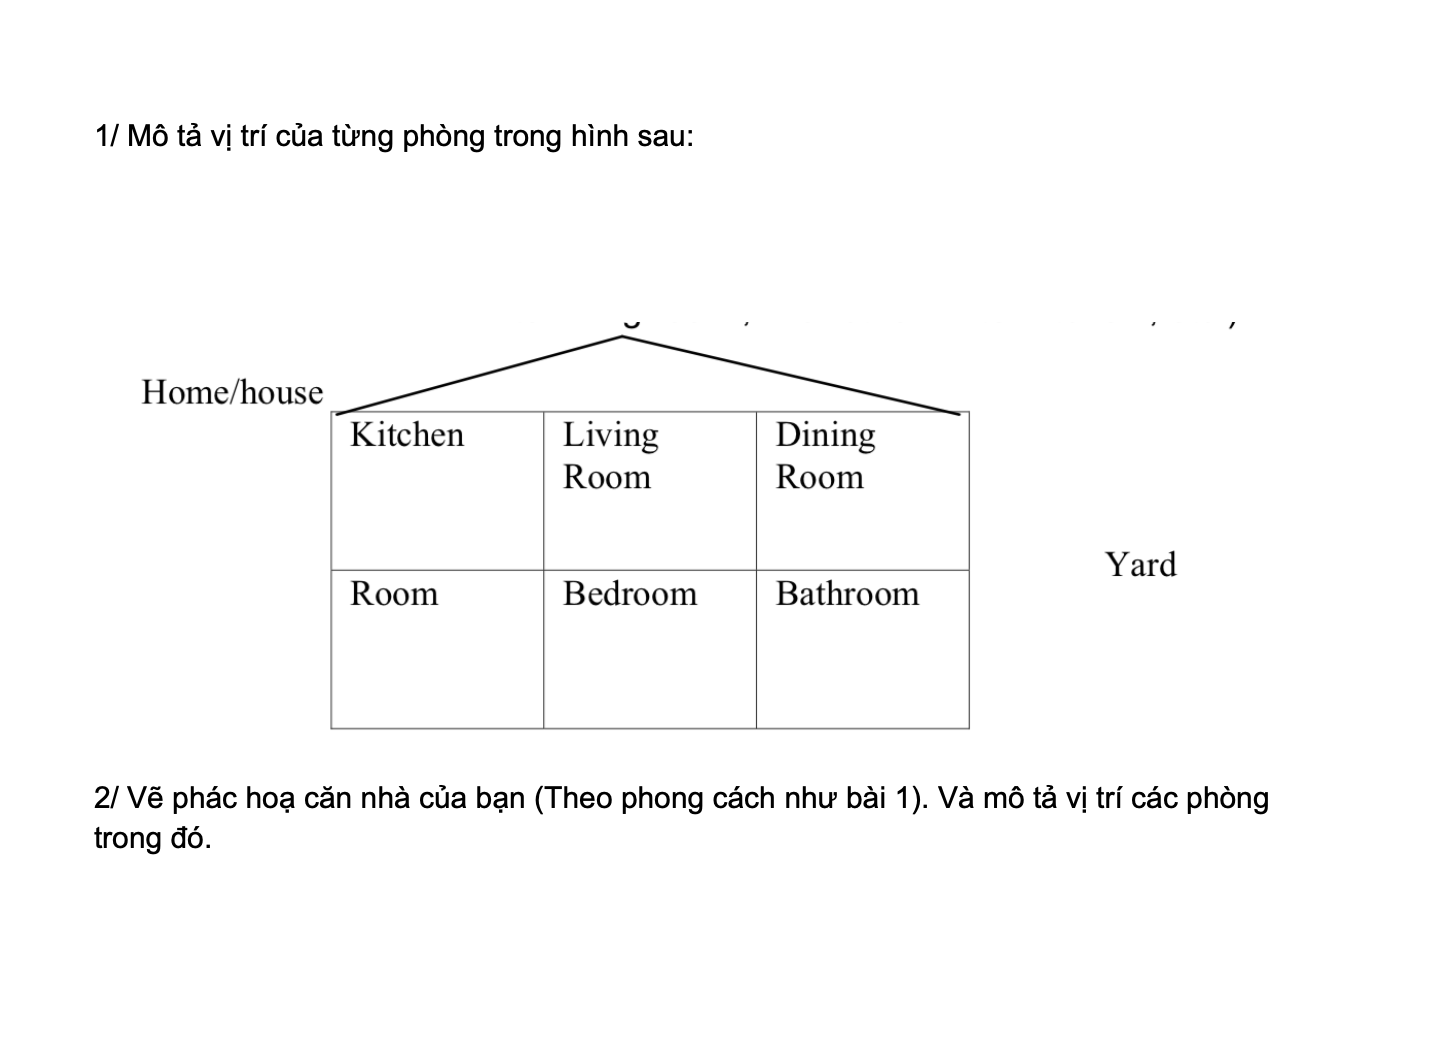 1/ Mô tả vị trí của từng phòng trong hình sau:
Home/house
Kitchen
Living
Room
Dining
Room
Yard
Room
Bedroom
Bathroom
2/ Vẽ phác hoạ căn nhà của bạn (Theo phong cách như bài 1). Và mô tả vị trí các phòng
trong đó.